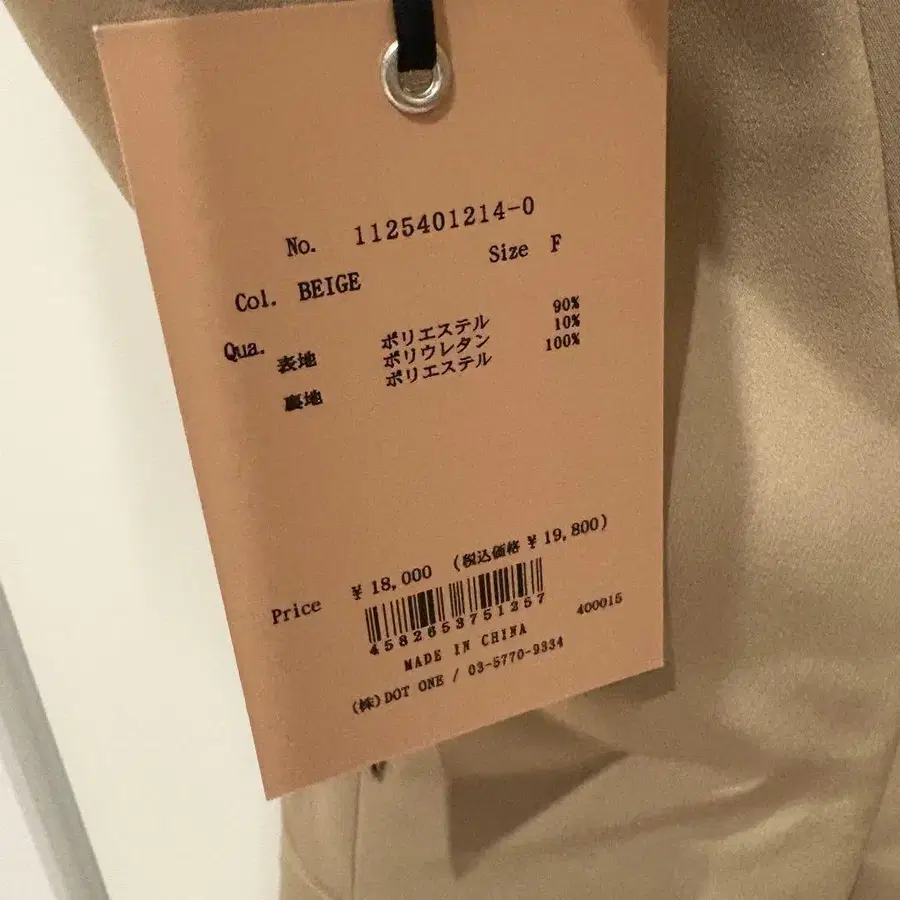 No. 1125401214-0
Size F
Col. BEIGE
Qua. 表地 ポリエステル 90%
ポリウレタン 10%
裏地 ポリエステル 100%
Price ¥18,000 (税込価格 ¥19,800)
4582653751257
400015
MADE IN CHINA
(株)DOT ONE / 03-5770-9334